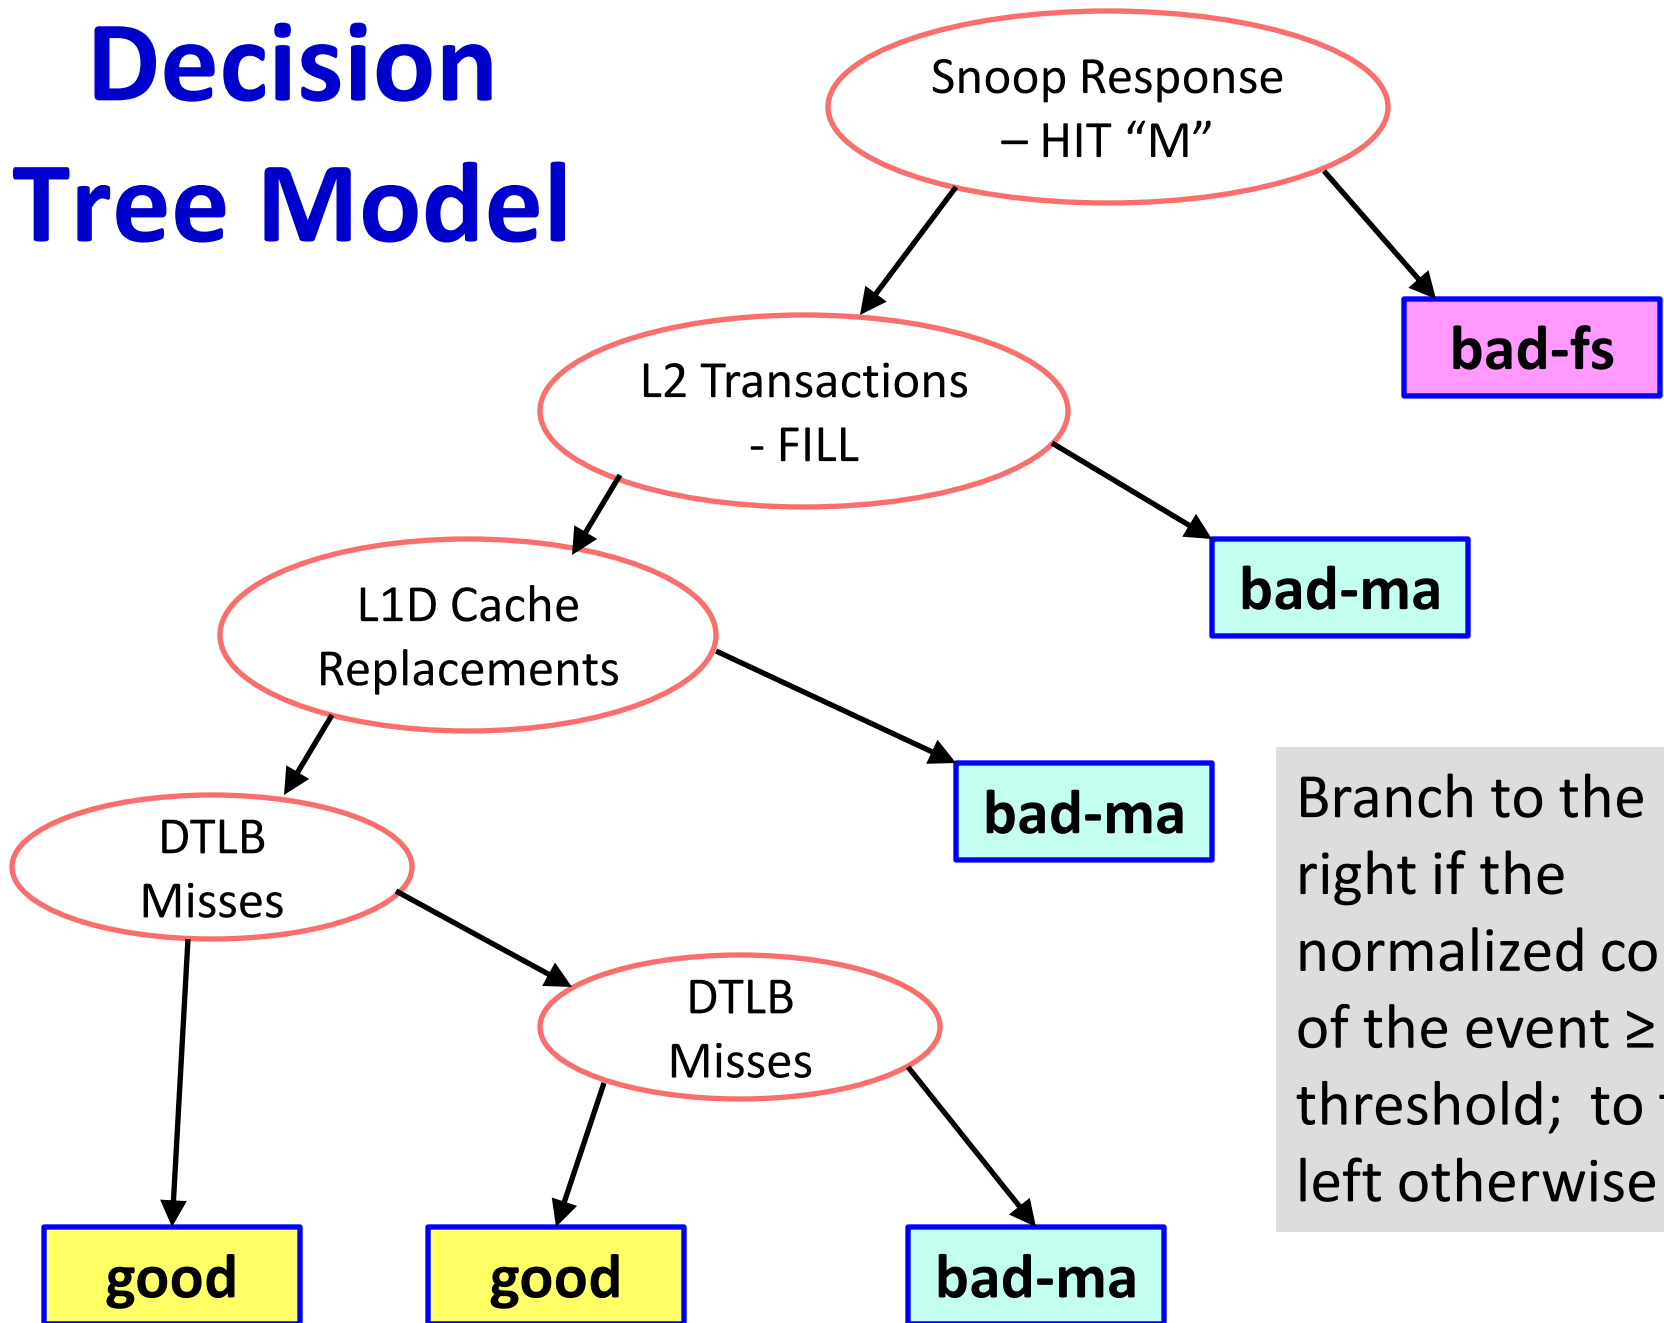 Decision
Tree Model
Snoop Response
– HIT “M”
bad-fs
L2 Transactions
- FILL
bad-ma
L1D Cache
Replacements
bad-ma
DTLB
Misses
DTLB
Misses
good
good
bad-ma
Branch to the
right if the
normalized
of the event ≥
threshold; to
left otherwise